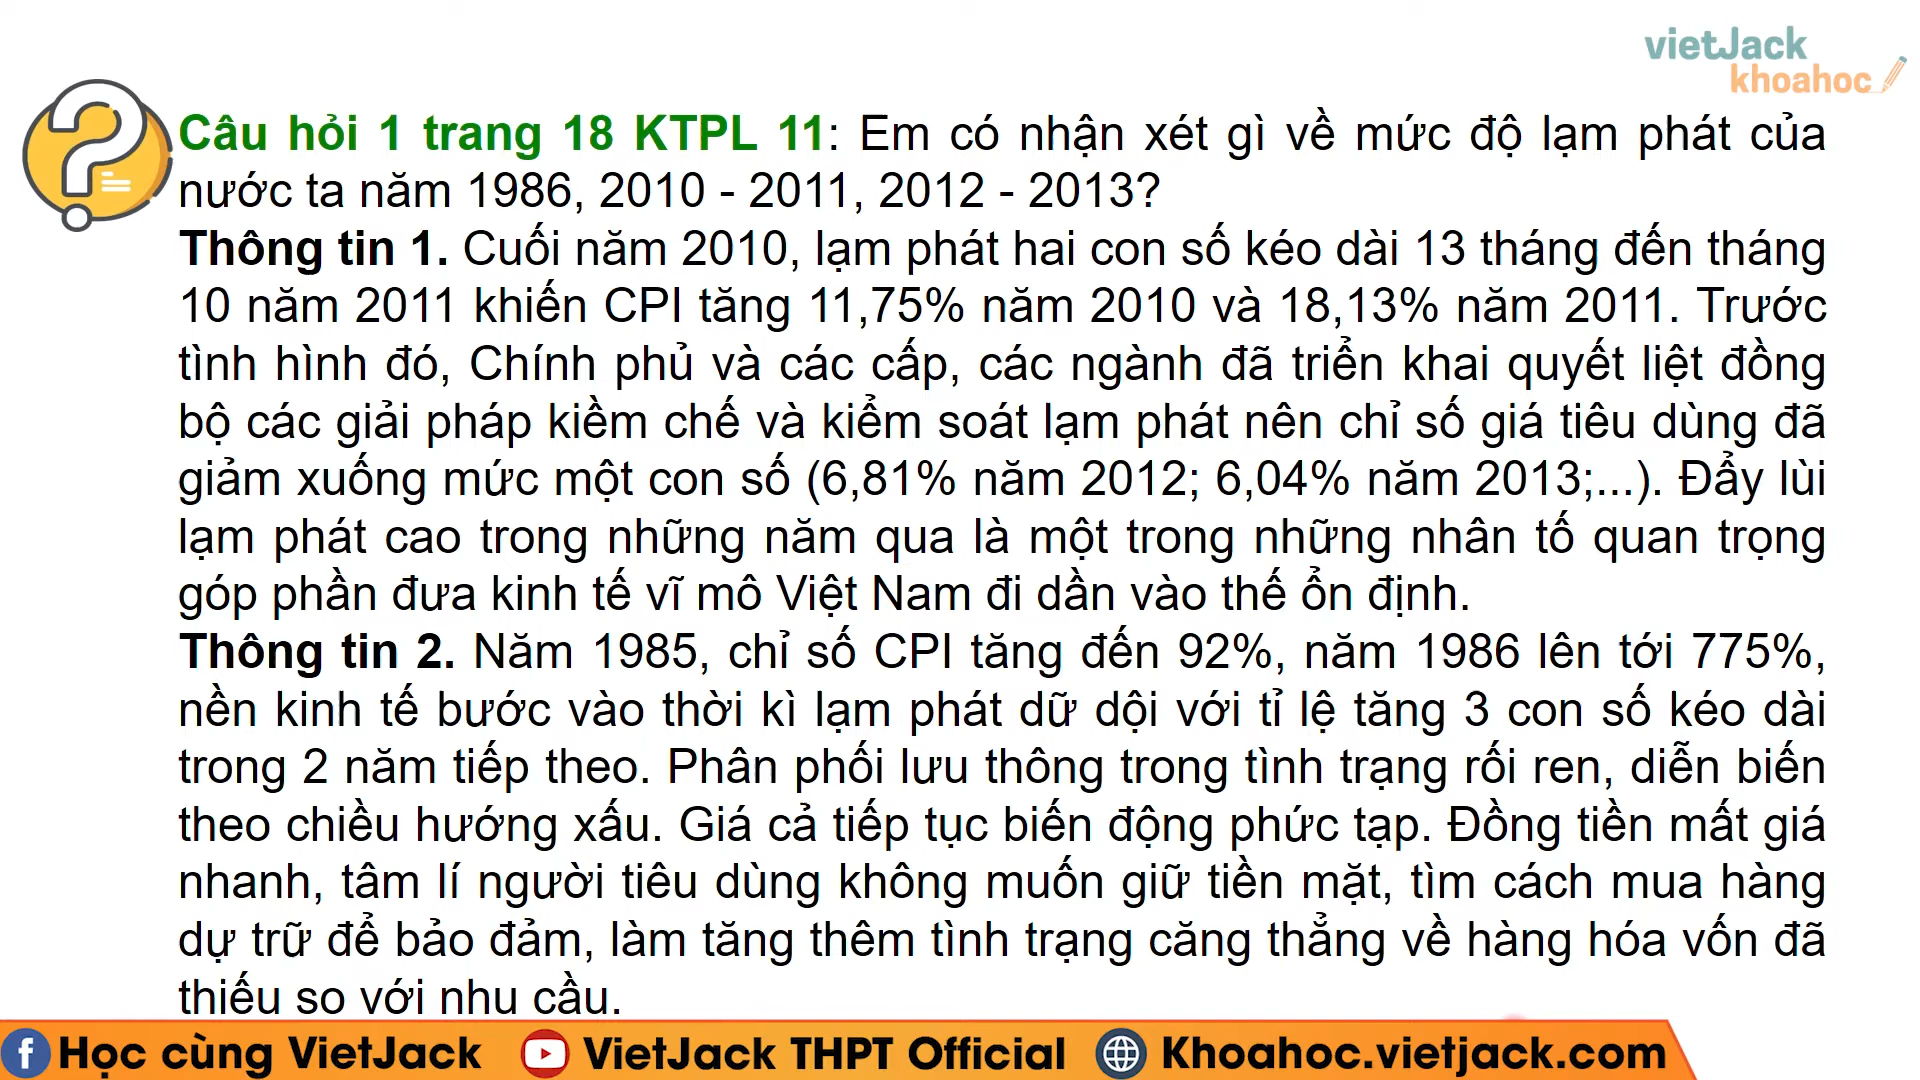 vietJack
khoahoc
Câu hỏi 1 trang 18 KTPL 11: Em có nhận xét gì về mức độ lạm phát của
nước ta năm 1986, 2010 - 2011, 2012 - 2013?
Thông tin 1. Cuối năm 2010, lạm phát hai con số kéo dài 13 tháng đến tháng
10 năm 2011 khiến CPI tăng 11,75% năm 2010 và 18,13% năm 2011. Trước
tình hình đó, Chính phủ và các cấp, các ngành đã triển khai quyết liệt đồng
bộ các giải pháp kiềm chế và kiểm soát lạm phát nên chỉ số giá tiêu dùng đã
giảm xuống mức một con số (6,81% năm 2012; 6,04% năm 2013;...). Đẩy lùi
lạm phát cao trong những năm qua là một trong những nhân tố quan trọng
góp phần đưa kinh tế vĩ mô Việt Nam đi dần vào thế ổn định.
Thông tin 2. Năm 1985, chỉ số CPI tăng đến 92%, năm 1986 lên tới 775%,
nền kinh tế bước vào thời kì lạm phát dữ dội với tỉ lệ tăng 3 con số kéo dài
trong 2 năm tiếp theo. Phân phối lưu thông trong tình trạng rối ren, diễn biến
theo chiều hướng xấu. Giá cả tiếp tục biến động phức tạp. Đồng tiền mất giá
nhanh, tâm lí người tiêu dùng không muốn giữ tiền mặt, tìm cách mua hàng
dự trữ để bảo đảm, làm tăng thêm tình trạng căng thẳng về hàng hóa vốn đã
thiếu so với nhu cầu.
Học cùng VietJack VietJack THPT Official Khoahoc.vietjack.com